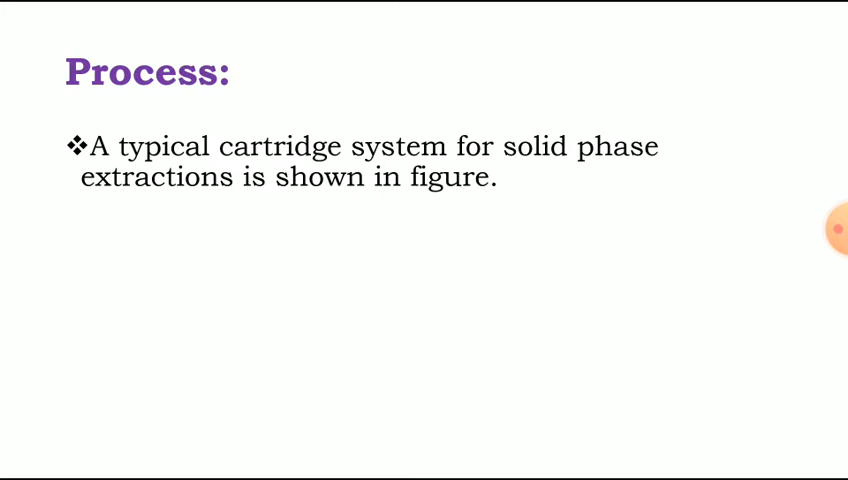 Process:
❖A typical cartridge system for solid phase
extractions is shown in figure.